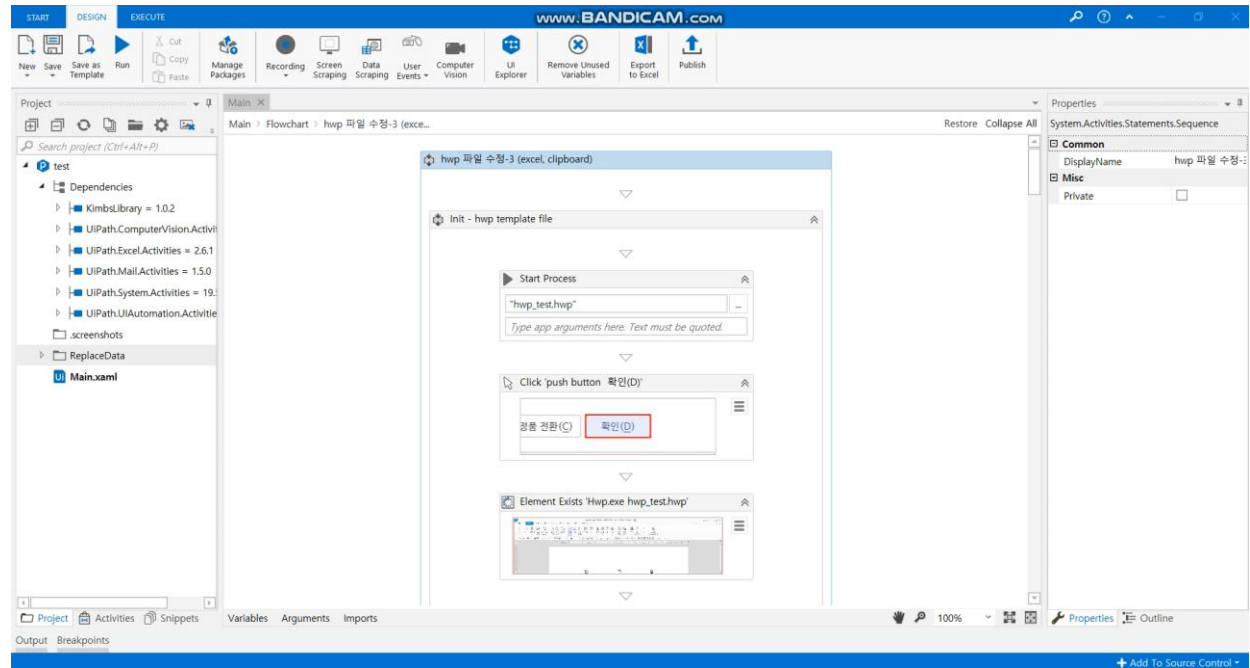 START DESIGN EXECUTE
www.BANDICAM.com
New Save Save as Template Run
Cut
Copy
Paste
Manage Packages
Recording Screen Scraping Data Scraping User Events Computer Vision
UI Explorer
Remove Unused Variables
Export to Excel
Publish
Project
Search project (Ctrl+Alt+P)
test
Dependencies
KimbsLibrary = 1.0.2
UiPath.ComputerVision.Activi
UiPath.Excel.Activities = 2.6.1
UiPath.Mail.Activities = 1.5.0
UiPath.System.Activities = 19.
UiPath.UIAutomation.Activitie
.screenshots
ReplaceData
Main.xaml
Project Activities Snippets
Main
Main > Flowchart > hwp 파일 수정-3 (exce...
Restore Collapse All
hwp 파일 수정-3 (excel, clipboard)
Init - hwp template file
Start Process
"hwp_test.hwp"
...
Type app arguments here. Text must be quoted.
Click 'push button 확인(D)'
정품 전환(C) 확인(D)
Element Exists 'Hwp.exe hwp_test.hwp'
Variables Arguments Imports
100%
Properties
System.Activities.Statements.Sequence
Common
DisplayName hwp 파일 수정-3
Misc
Private
Properties Outline
Output Breakpoints
Add To Source Control